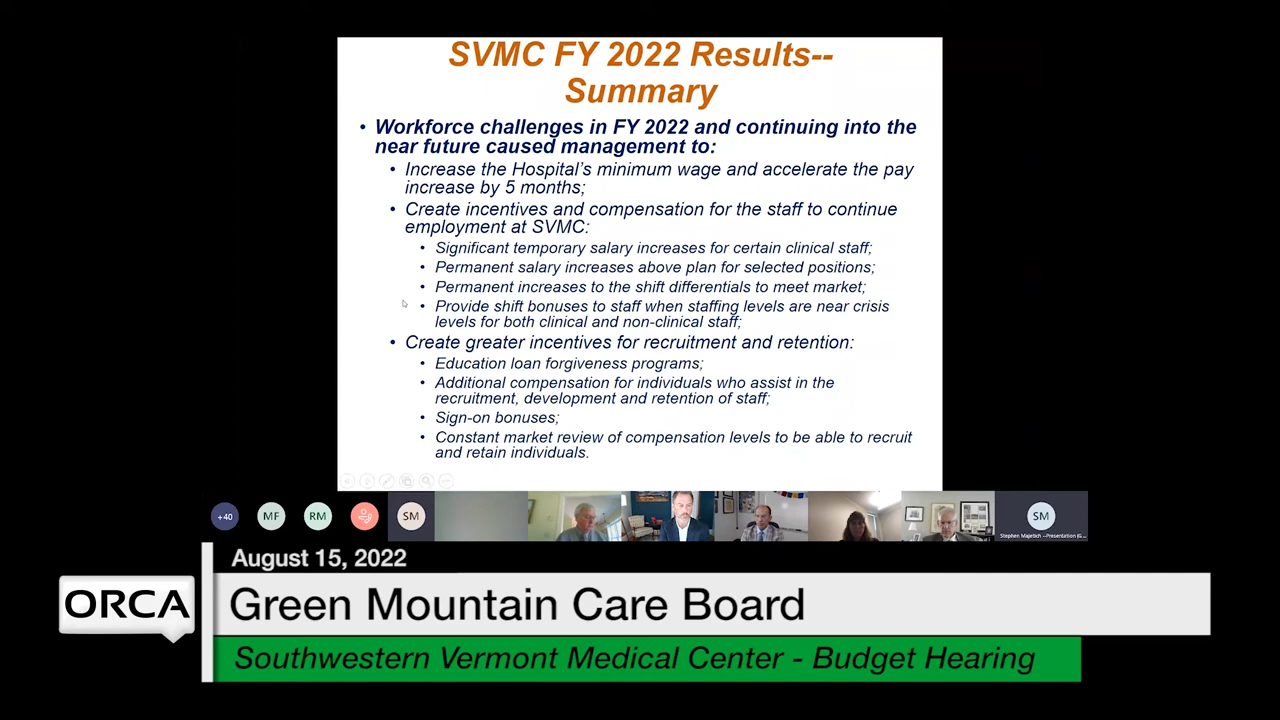 SVMC FY 2022 Results--
Summary
• Workforce challenges in FY 2022 and continuing into the
near future caused management to:
• Increase the Hospital's minimum wage and accelerate the pay
increase by 5 months;
• Create incentives and compensation for the staff to continue
employment at SVMC:
• Significant temporary salary increases for certain clinical staff;
• Permanent salary increases above plan for selected positions;
• Permanent increases to the shift differentials to meet market;
• Provide shift bonuses to staff when staffing levels are near crisis
levels for both clinical and non-clinical staff;
• Create greater incentives for recruitment and retention:
• Education loan forgiveness programs;
• Additional compensation for individuals who assist in the
recruitment, development and retention of staff;
• Sign-on bonuses;
• Constant market review of compensation levels to be able to recruit
and retain individuals.
+40 MF RM SM SM
Stephen Majetich --Presentation (G...
August 15, 2022
ORCA
Green Mountain Care Board
Southwestern Vermont Medical Center - Budget Hearing